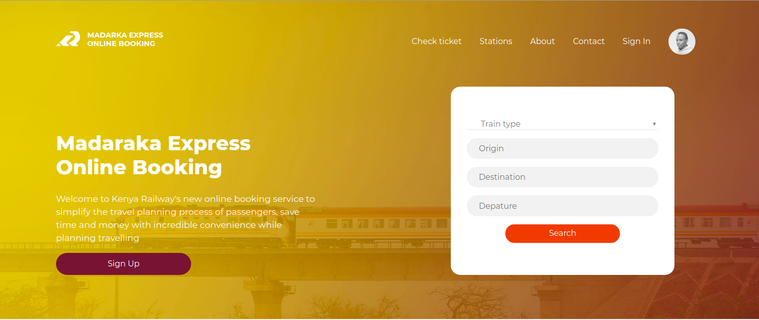 MADARKA EXPRESS
ONLINE BOOKING
Check ticket Stations About Contact Sign In
Madaraka Express
Online Booking
Welcome to Kenya Railway's new online booking service to
simplify the travel planning process of passengers, save
time and money with incredible convenience while
planning travelling
Sign Up
Train type
Origin
Destination
Depature
Search